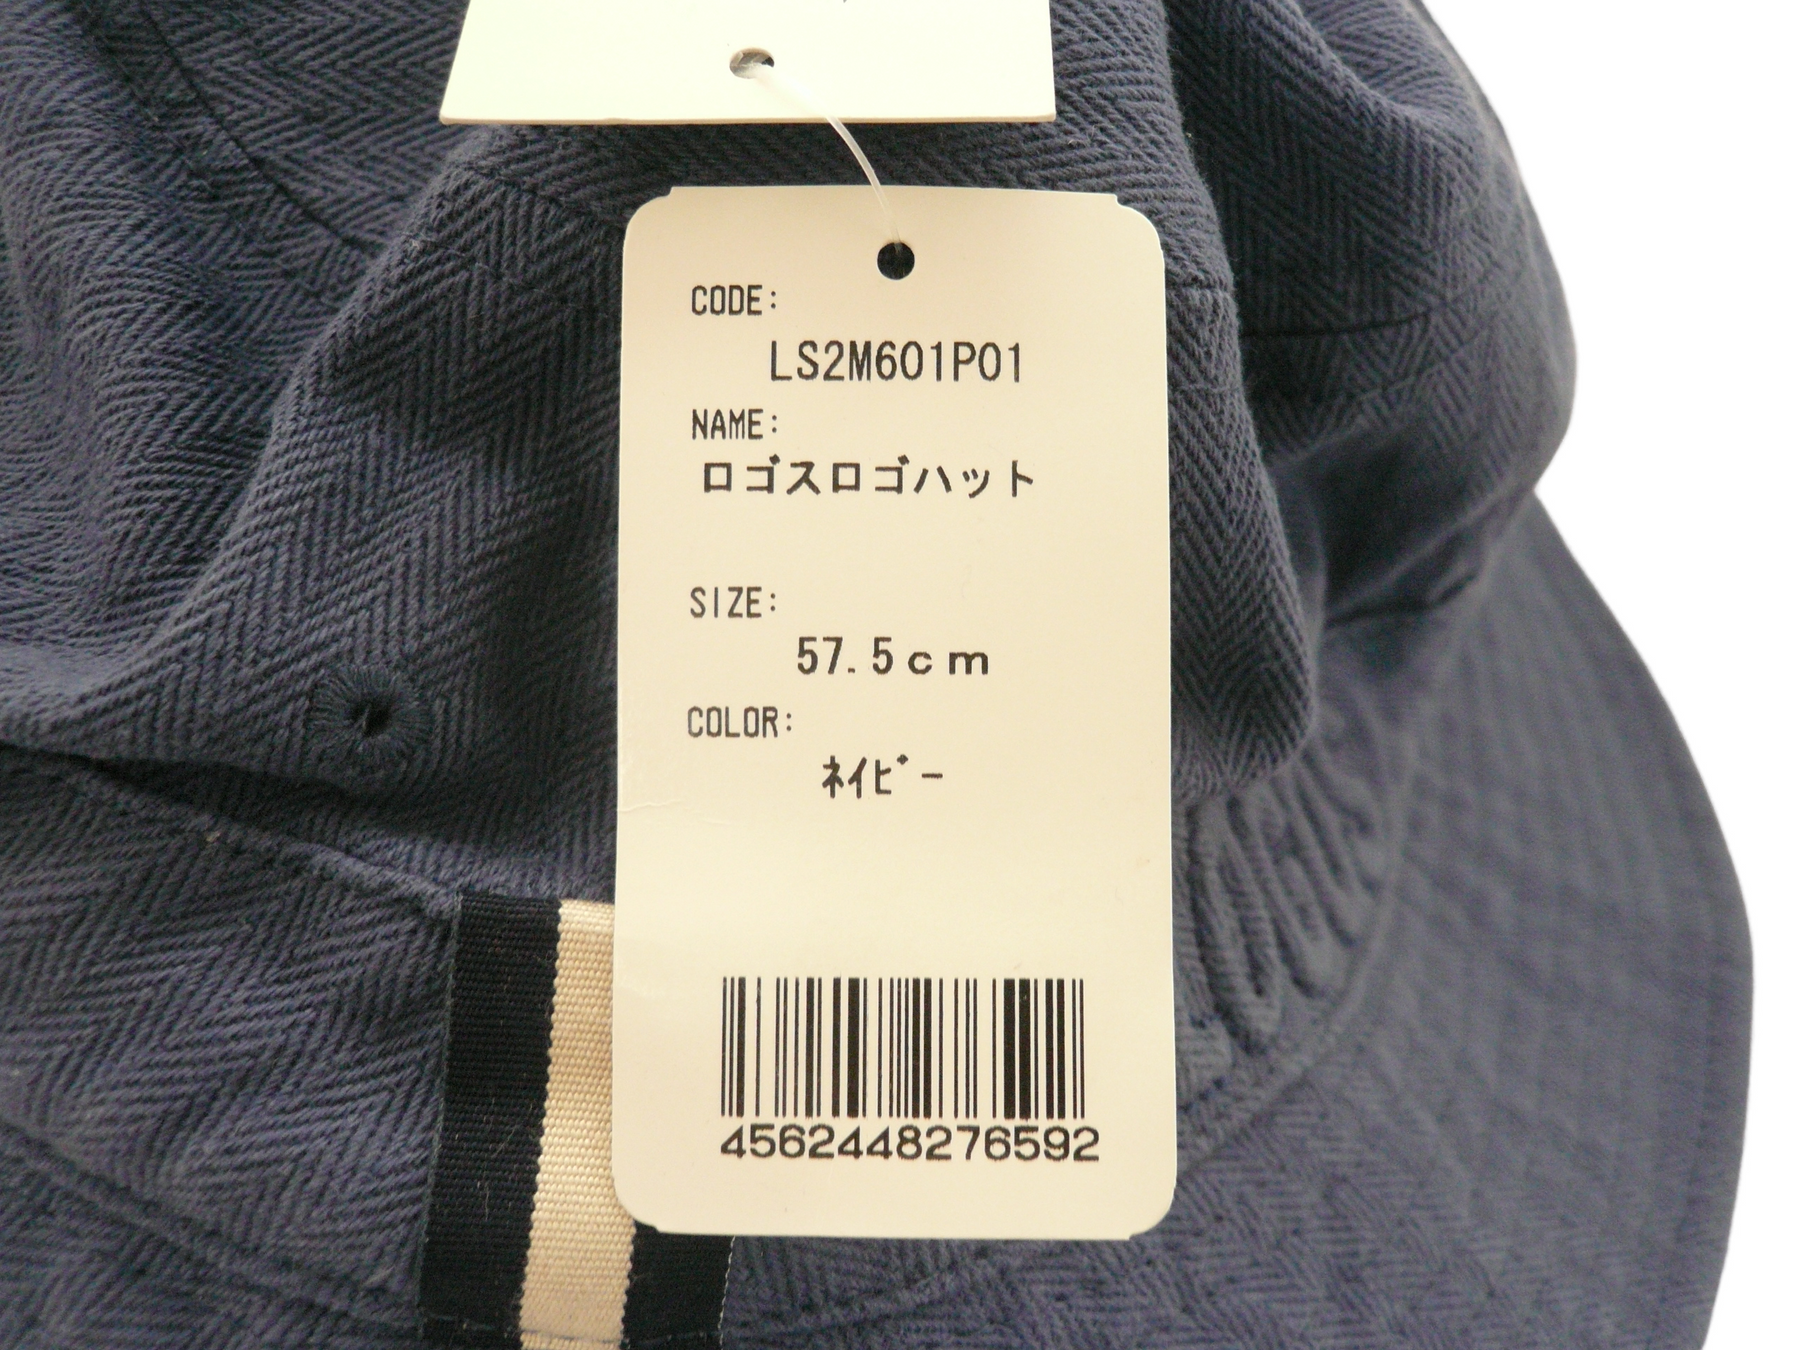 CODE:
LS2M601P01
NAME:
ロゴスロゴハット
SIZE:
57.5cm
COLOR:
ﾈｲﾋﾞｰ
4562448276592